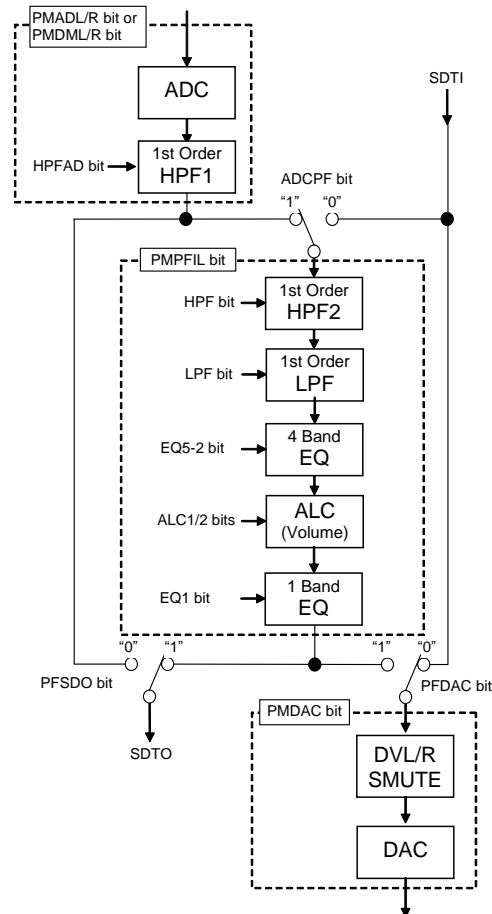 PMADL/R bit or
PMDML/R bit
ADC
SDTI
HPFAD bit
1st Order
HPF1
ADCPF bit
“1” “0”
PMPFIL bit
HPF bit
1st Order
HPF2
LPF bit
1st Order
LPF
EQ5-2 bit
4 Band
EQ
ALC1/2 bits
ALC
(Volume)
EQ1 bit
1 Band
EQ
“0” “1”
“1” “0”
PFSDO bit
PFDAC bit
SDTO
PMDAC bit
DVL/R
SMUTE
DAC